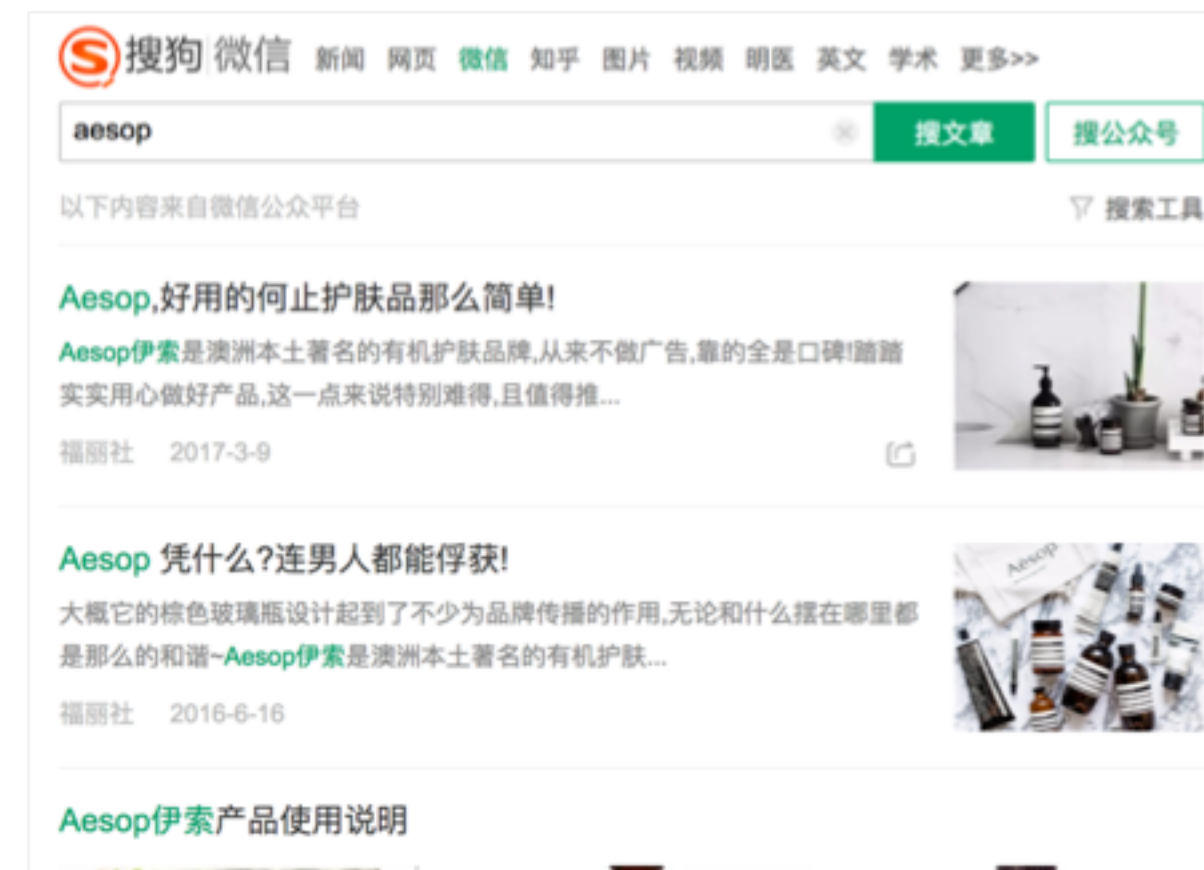 搜狗 微信 新闻 网页 微信 知乎 图片 视频 明医 英文 学术 更多>>
aesop 搜文章 搜公众号
以下内容来自微信公众平台 搜索工具
Aesop,好用的何止护肤品那么简单!
Aesop伊索是澳洲本土著名的有机护肤品牌,从来不做广告,靠的全是口碑!踏踏
实实用心做好产品,这一点来说特别难得,且值得推...
福丽社 2017-3-9
Aesop 凭什么?连男人都能俘获!
Aesop
大概它的棕色玻璃瓶设计起到了不少为品牌传播的作用,无论和什么摆在哪里都
是那么的和谐~Aesop伊索是澳洲本土著名的有机护肤...
福丽社 2016-6-16
Aesop伊索产品使用说明